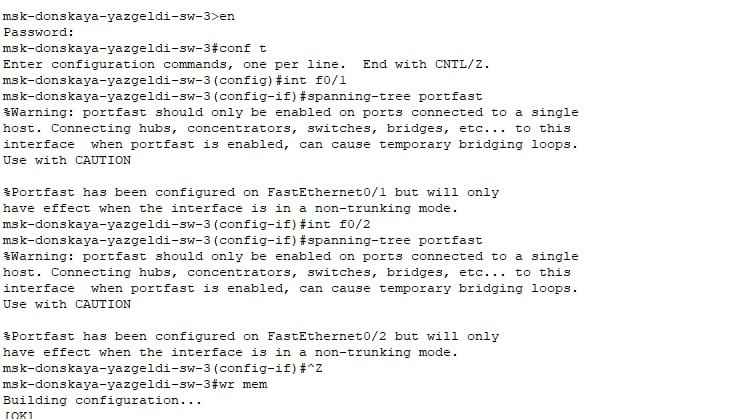 msk-donskaya-yazgeldi-sw-3>en
Password:
msk-donskaya-yazgeldi-sw-3#conf t
Enter configuration commands, one per line.  End with CNTL/Z.
msk-donskaya-yazgeldi-sw-3(config)#int f0/1
msk-donskaya-yazgeldi-sw-3(config-if)#spanning-tree portfast
%Warning: portfast should only be enabled on ports connected to a single
host. Connecting hubs, concentrators, switches, bridges, etc... to this
interface  when portfast is enabled, can cause temporary bridging loops.
Use with CAUTION

%Portfast has been configured on FastEthernet0/1 but will only
have effect when the interface is in a non-trunking mode.
msk-donskaya-yazgeldi-sw-3(config-if)#int f0/2
msk-donskaya-yazgeldi-sw-3(config-if)#spanning-tree portfast
%Warning: portfast should only be enabled on ports connected to a single
host. Connecting hubs, concentrators, switches, bridges, etc... to this
interface  when portfast is enabled, can cause temporary bridging loops.
Use with CAUTION

%Portfast has been configured on FastEthernet0/2 but will only
have effect when the interface is in a non-trunking mode.
msk-donskaya-yazgeldi-sw-3(config-if)#^Z
msk-donskaya-yazgeldi-sw-3#wr mem
Building configuration...
[OK]